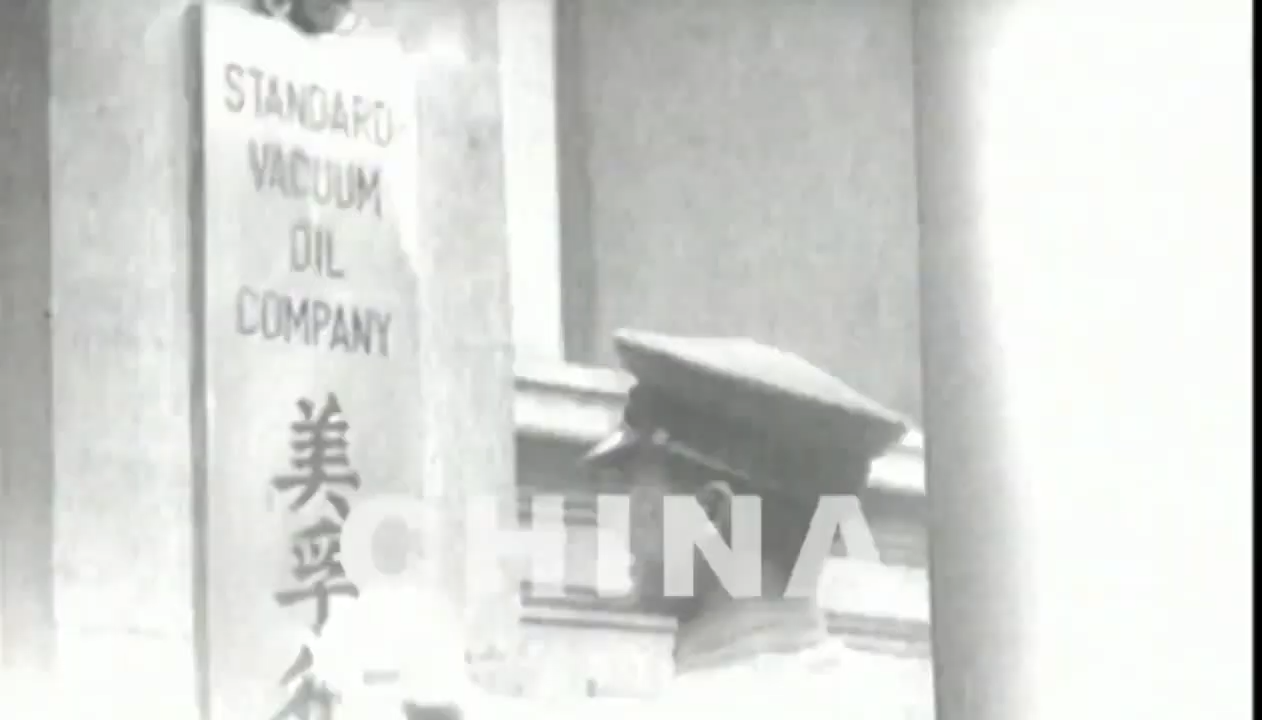 STANDARD-
VACUUM
OIL
COMPANY
美
孚
CHINA